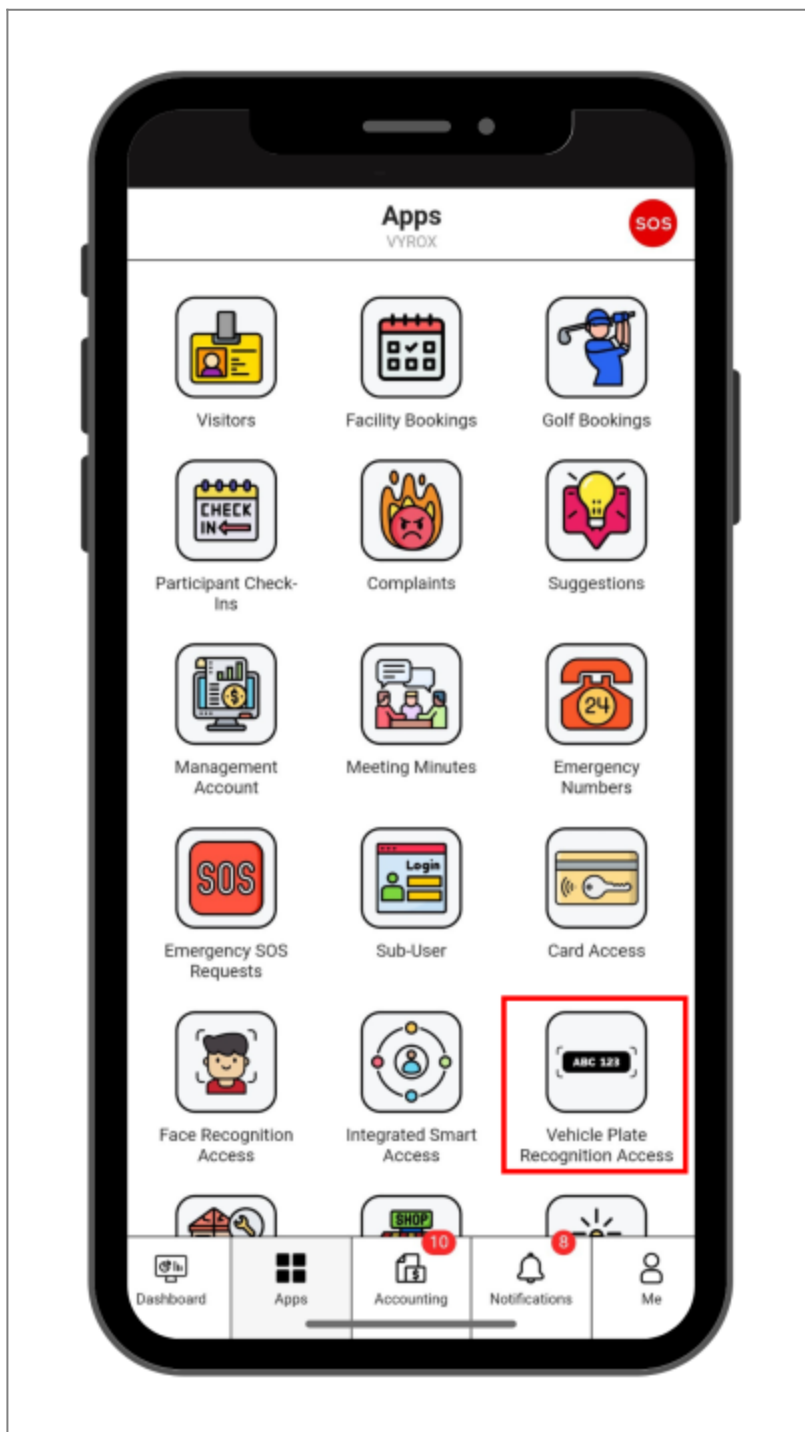 Apps
VYROX
SOS
Visitors
Facility Bookings
Golf Bookings
CHECK
IN
Participant Check-
Ins
Complaints
Suggestions
Management
Account
Meeting Minutes
24
Emergency
Numbers
SOS
Emergency SOS
Requests
Login
Sub-User
Card Access
Face Recognition
Access
Integrated Smart
Access
ABC 123
Vehicle Plate
Recognition Access
SHOP
10
8
Dashboard
Apps
Accounting
Notifications
Me